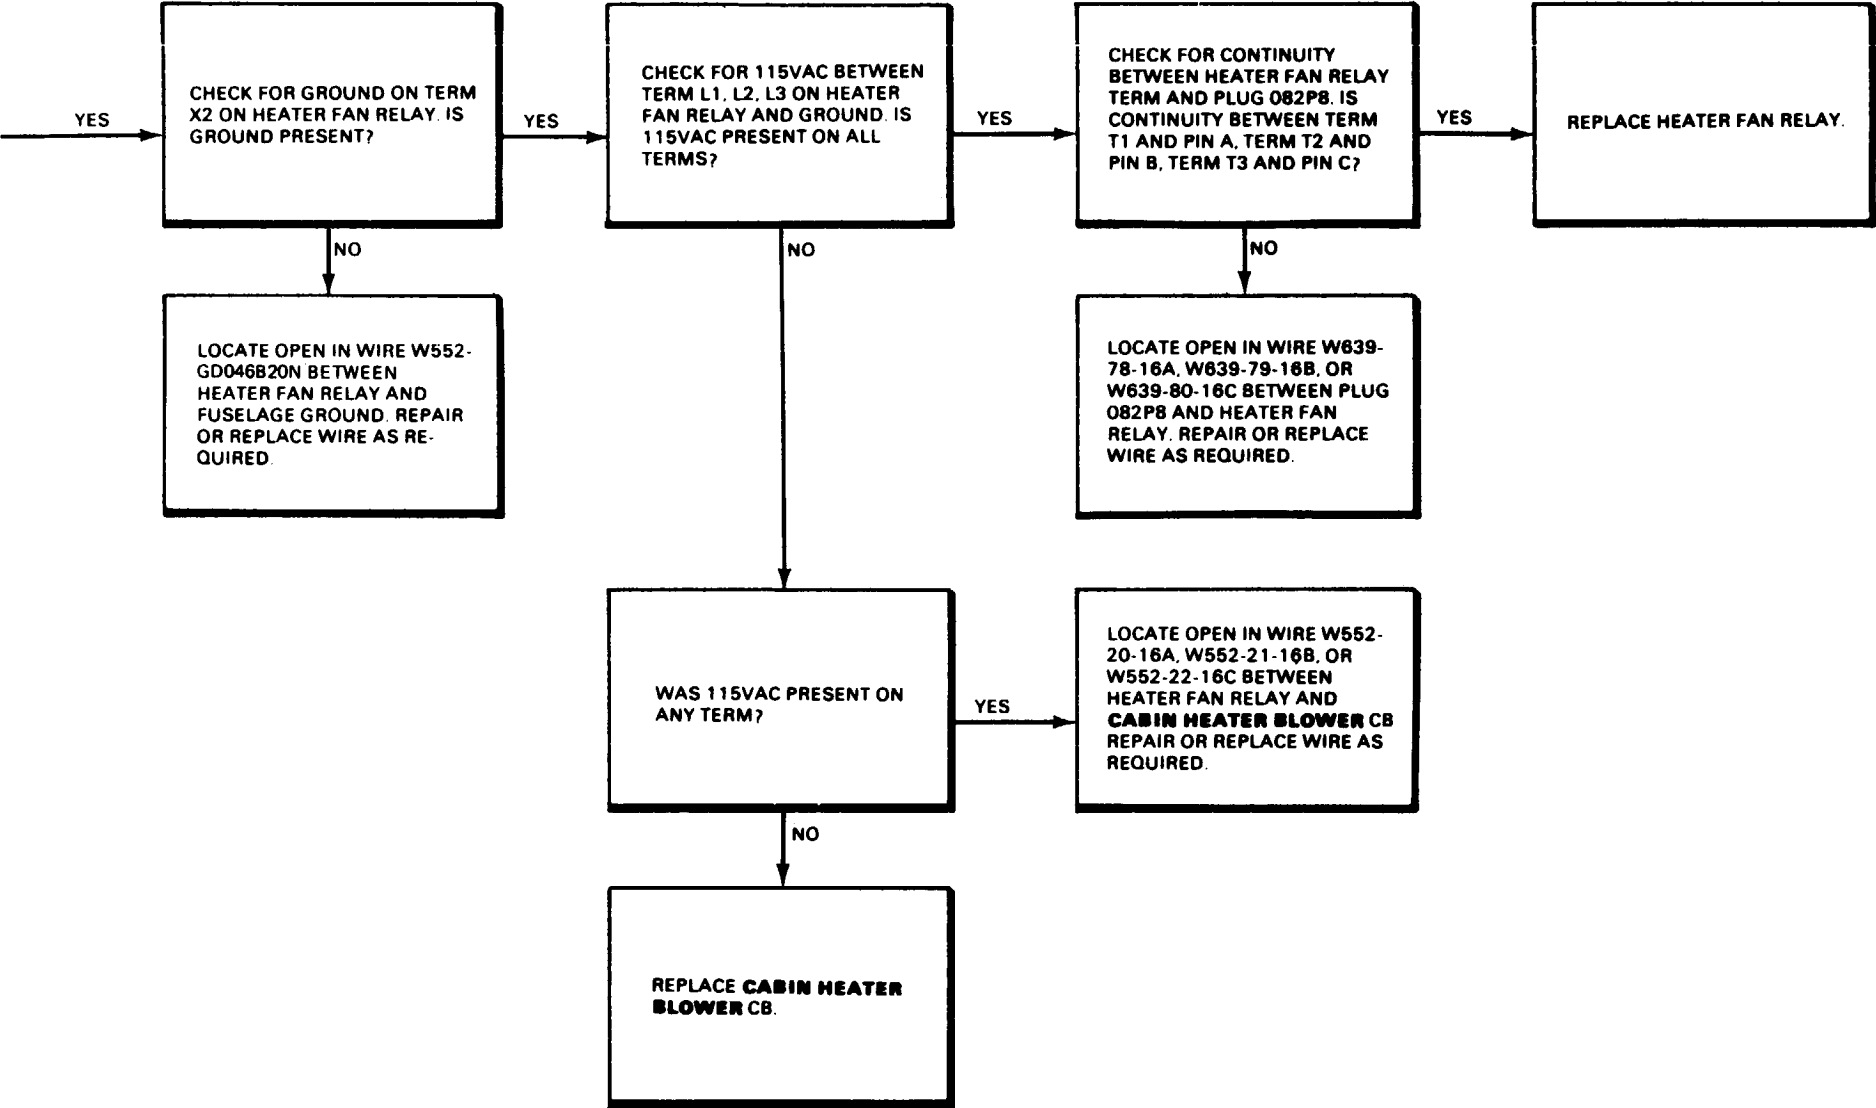 YES
CHECK FOR GROUND ON TERM
X2 ON HEATER FAN RELAY. IS
GROUND PRESENT?
YES
CHECK FOR 115VAC BETWEEN
TERM L1, L2, L3 ON HEATER
FAN RELAY AND GROUND. IS
115VAC PRESENT ON ALL
TERMS?
YES
CHECK FOR CONTINUITY
BETWEEN HEATER FAN RELAY
TERM AND PLUG 082P8. IS
CONTINUITY BETWEEN TERM
T1 AND PIN A, TERM T2 AND
PIN B, TERM T3 AND PIN C?
YES
REPLACE HEATER FAN RELAY.
NO
NO
NO
LOCATE OPEN IN WIRE W552-
GD046B20N BETWEEN
HEATER FAN RELAY AND
FUSELAGE GROUND. REPAIR
OR REPLACE WIRE AS RE-
QUIRED.
LOCATE OPEN IN WIRE W639-
78-16A, W639-79-16B, OR
W639-80-16C BETWEEN PLUG
082P8 AND HEATER FAN
RELAY. REPAIR OR REPLACE
WIRE AS REQUIRED.
WAS 115VAC PRESENT ON
ANY TERM?
YES
LOCATE OPEN IN WIRE W552-
20-16A, W552-21-16B, OR
W552-22-16C BETWEEN
HEATER FAN RELAY AND
CABIN HEATER BLOWER CB
REPAIR OR REPLACE WIRE AS
REQUIRED.
NO
REPLACE CABIN HEATER
BLOWER CB.